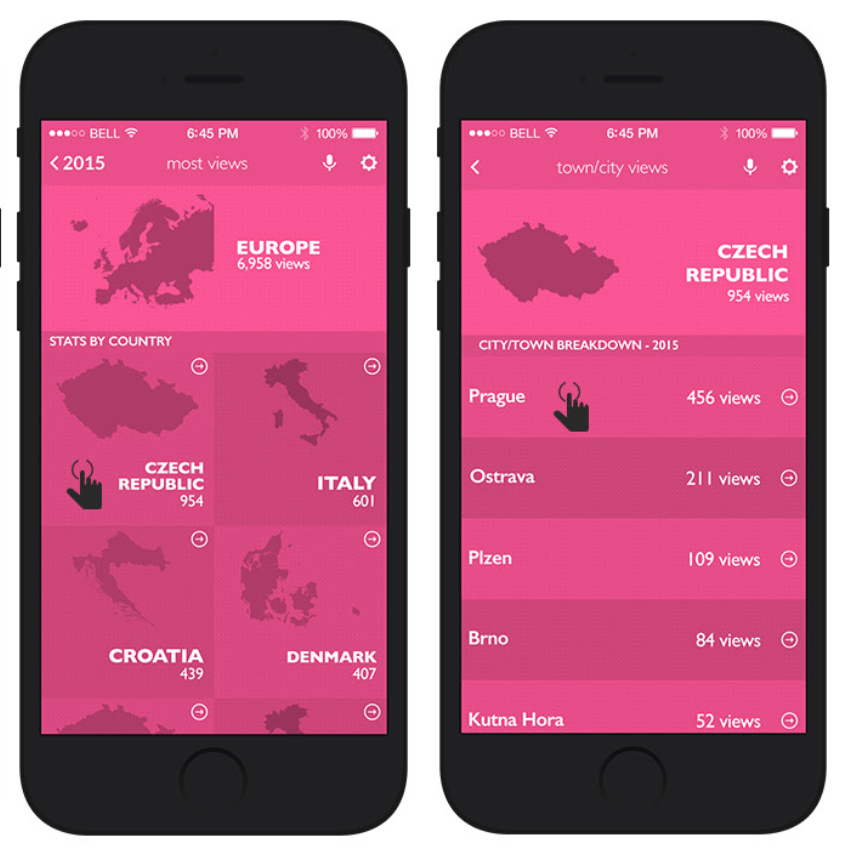 BELL 6:45 PM 100%
2015 most views
EUROPE
6,958 views
STATS BY COUNTRY
CZECH
REPUBLIC
954
ITALY
601
CROATIA
439
DENMARK
407
BELL 6:45 PM 100%
town/city views
CZECH
REPUBLIC
954 views
CITY/TOWN BREAKDOWN - 2015
Prague 456 views
Ostrava 211 views
Plzen 109 views
Brno 84 views
Kutna Hora 52 views